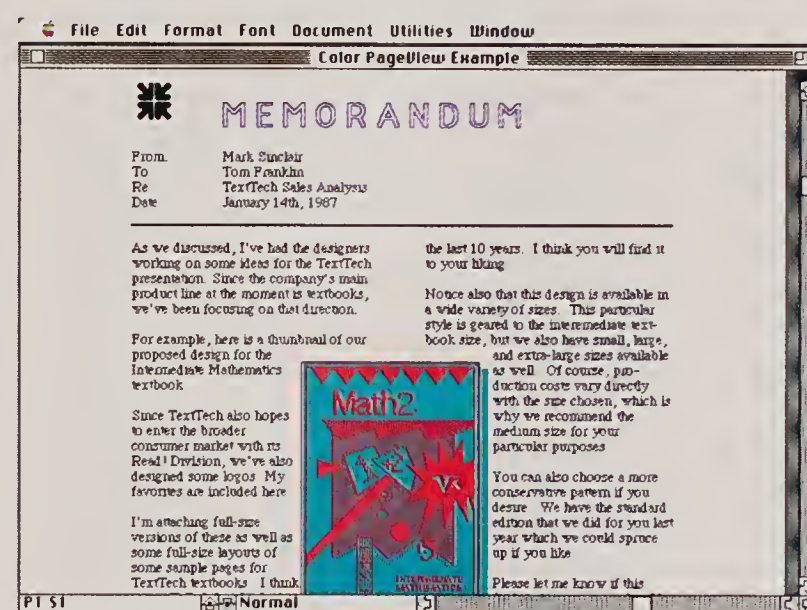 File Edit Format Font Document Utilities Window
Color PageView Example
MEMORANDUM
From Mark Sinclair
To Tom Franklin
Re TextTech Sales Analysis
Date January 14th, 1987
As we discussed, I've had the designers
working on some ideas for the TextTech
presentation. Since the company's main
product line at the moment is textbooks,
we've been focusing on that direction.
For example, here is a thumbnail of our
proposed design for the
Intermediate Mathematics
textbook
Since TextTech also hopes
to enter the broader
consumer market with its
Read! Division, we've also
designed some logos My
favorites are included here
I'm attaching full-size
versions of these as well as
some full-size layouts of
some sample pages for
TextTech textbooks I think
the last 10 years. I think you will find it
to your liking
Notice also that this design is available in
a wide variety of sizes. This particular
style is geared to the interemediate text-
book size, but we also have small, large,
and extra-large sizes available
as well. Of course, pro-
duction costs vary directly
with the size chosen, which is
why we recommend the
medium size for your
particular purposes
You can also choose a more
conservative pattern if you
desire We have the standard
edition that we did for you last
year which we could spruce
up if you like
Please let me know if this
Math2
INTERMEDIATE
MATHEMATICS
P1 S1 Normal